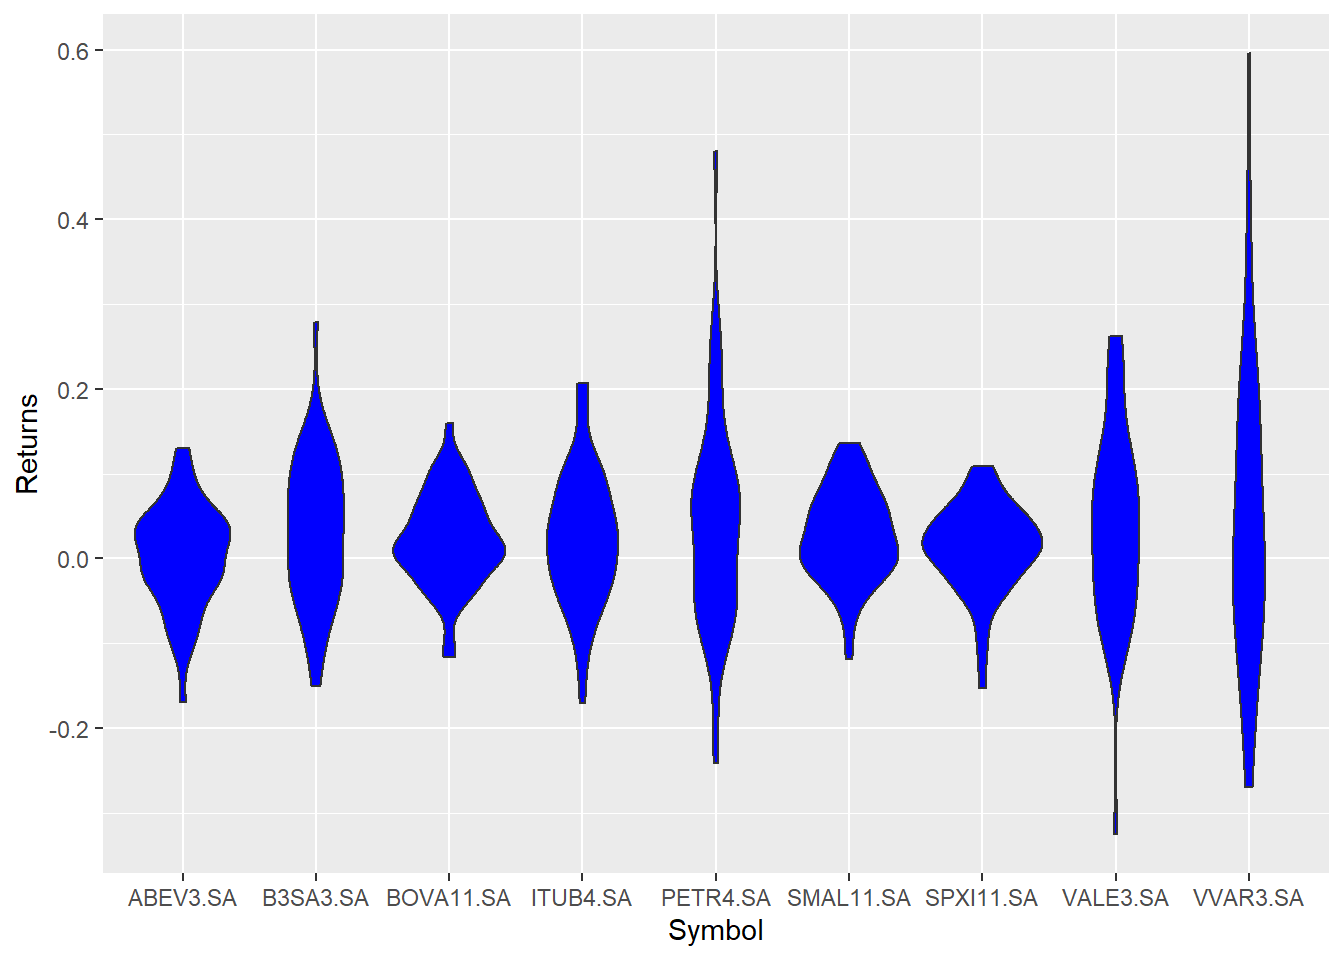 0.6
0.4
0.2
0.0
-0.2
Returns
ABEV3.SA B3SA3.SA BOVA11.SA ITUB4.SA PETR4.SA SMAL11.SA SPXI11.SA VALE3.SA VVAR3.SA
Symbol